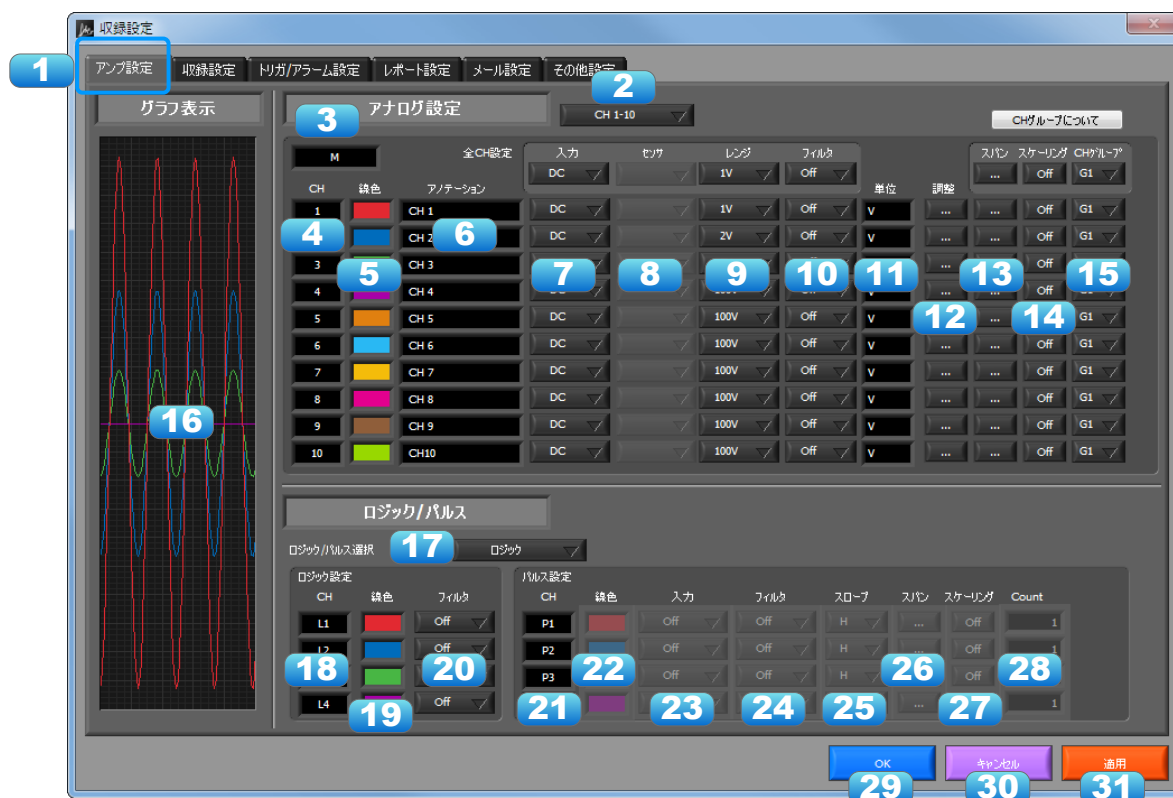 収録設定
1
アンプ設定 収録設定 トリガ/アラーム設定 レポート設定 メール設定 その他設定
2
グラフ表示 アナログ設定 CH 1-10
3
CHグループについて
M 全CH設定 入力 センサ レンジ フィルタ スパン スケーリング CHグループ
DC 1V Off ... Off G1
CH 線色 アノテーション 単位 調整
1 CH 1 DC 1V Off V ... ... Off G1
4 CH 2 6 DC 2V Off V ... ... Off G1
3 5 CH 3 7 8 9 10 11 ... 13 Off 15
4 CH 4 DC V Off
5 CH 5 DC 100V Off V 12 ... 14 G1
6 CH 6 DC 100V Off V ... ... Off G1
7 CH 7 DC 100V Off V ... ... Off G1
8 CH 8 DC 100V Off V ... ... Off G1
16
9 CH 9 DC 100V Off V ... ... Off G1
10 CH10 DC 100V Off V ... ... Off G1
ロジック/パルス
ロジック/パルス選択 17 ロジック
ロジック設定 パルス設定
CH 線色 フィルタ CH 線色 入力 フィルタ スロープ スパン スケーリング Count
L1 Off P1 Off Off H ... Off 1
L2 Off P2 Off Off H Off 1
18 20 P3 22 Off Off H 26 28
L4 19 Off 21 23 24 25 ... 27 1
OK キャンセル 適用
29 30 31